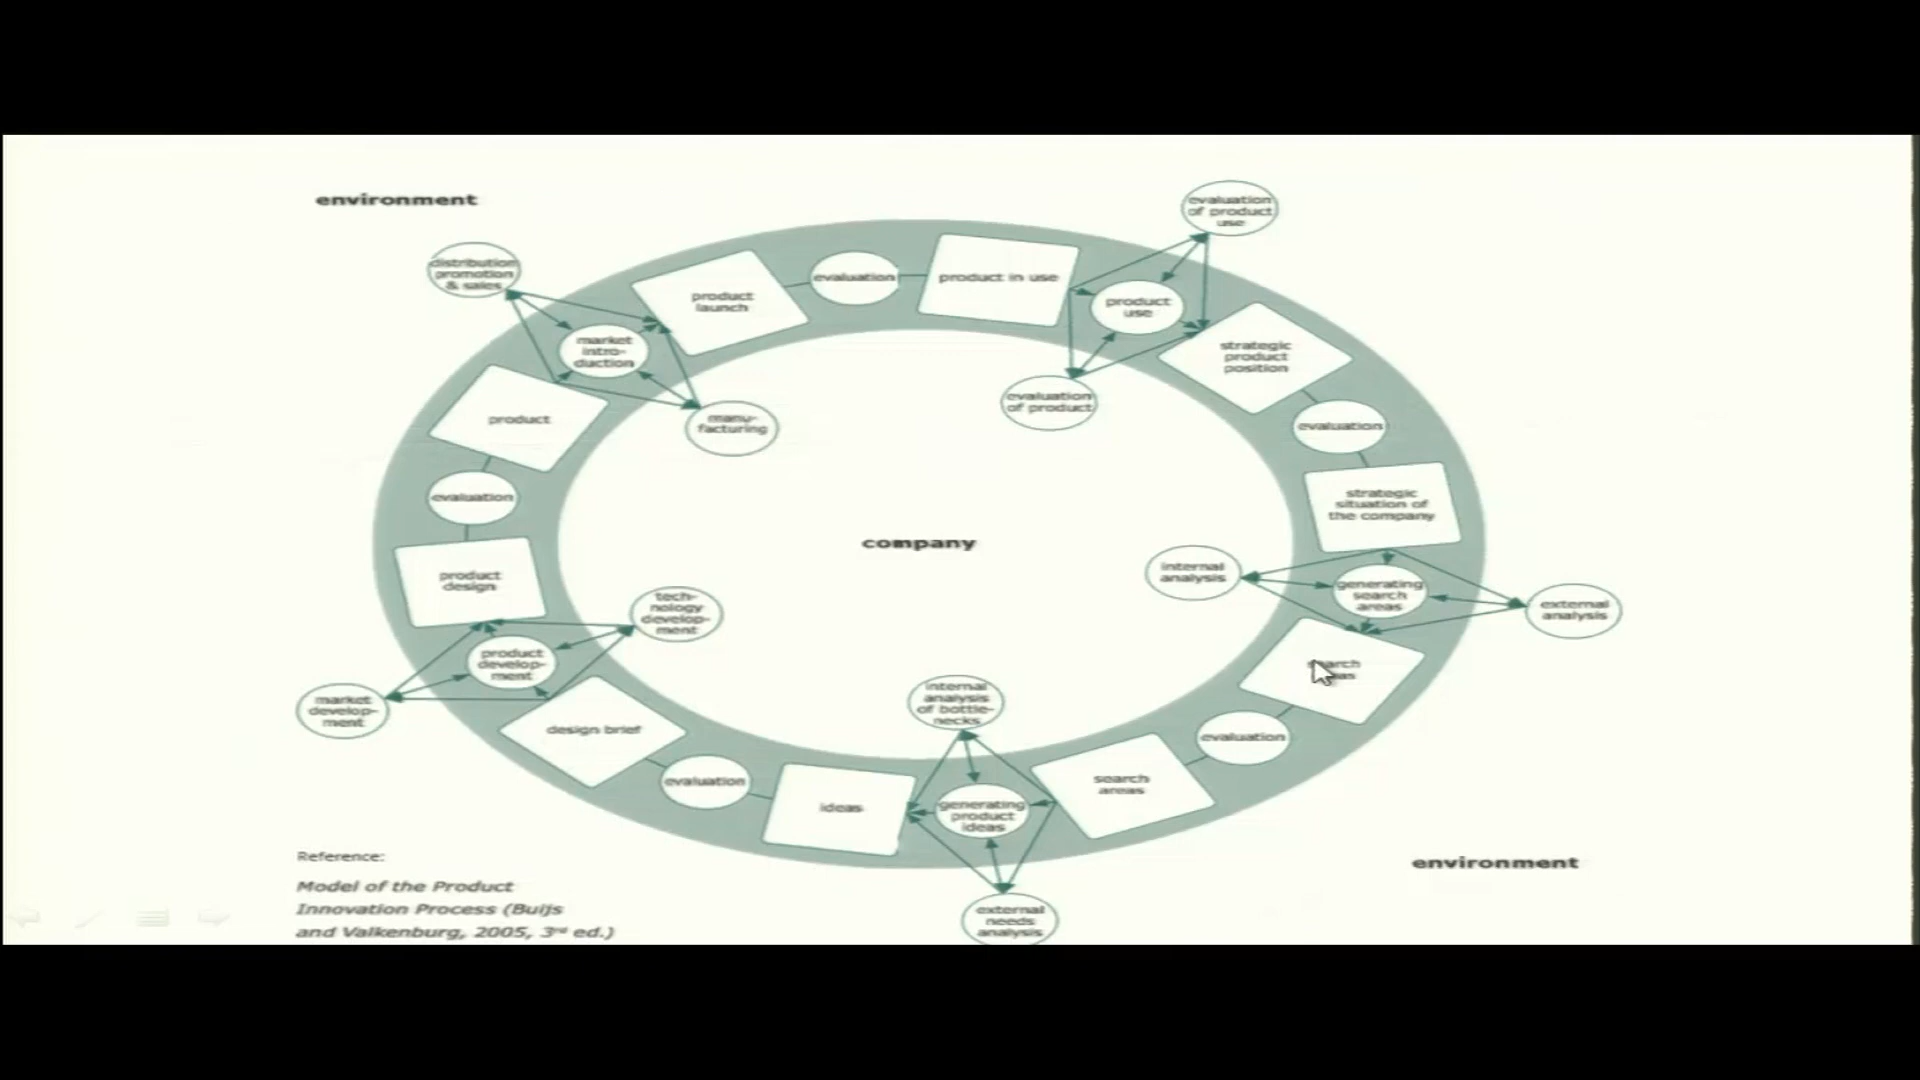 environment
evaluation
of product
use
distribution
promotion
& sales
product
launch
evaluation
product in use
product
use
market
intro-
duction
strategic
product
position
product
manu-
facturing
evaluation
of product
evaluation
evaluation
strategic
situation of
the company
company
product
design
internal
analysis
generating
search
areas
external
analysis
tech-
nology
develop-
ment
product
develop-
ment
market
develop-
ment
search
internal
analysis
of bottle-
necks
design brief
evaluation
evaluation
search
areas
ideas
generating
product
ideas
external
needs
analysis
environment
Reference:
Model of the Product
Innovation Process (Buijs
and Valkenburg, 2005, 3rd ed.)